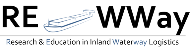 RE WWay
Research & Education in Inland Waterway Logistics